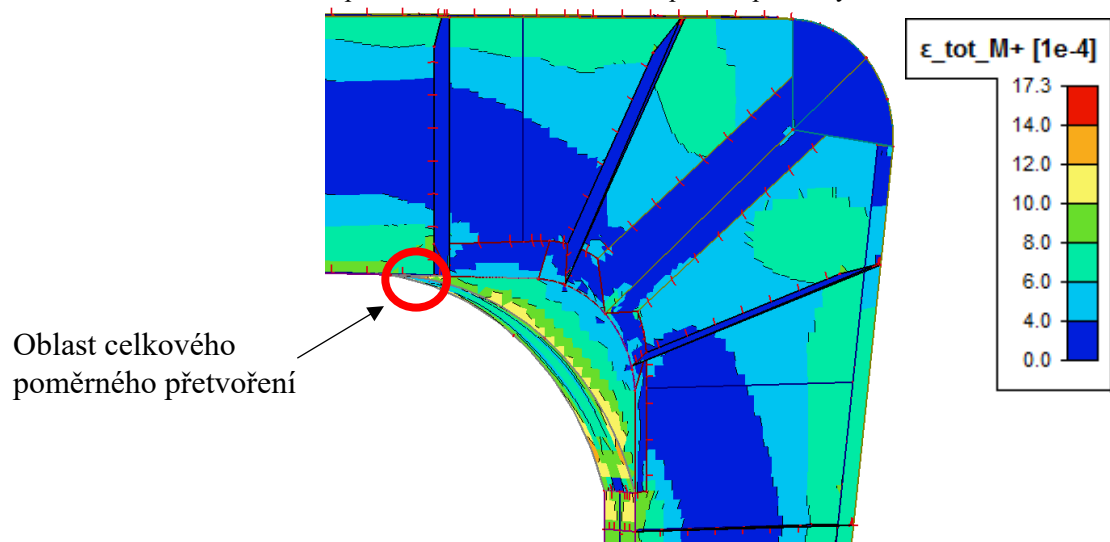 ε_tot_M+ [1e-4]
17.3
14.0
12.0
10.0
8.0
6.0
4.0
0.0
Oblast celkového
poměrného přetvoření